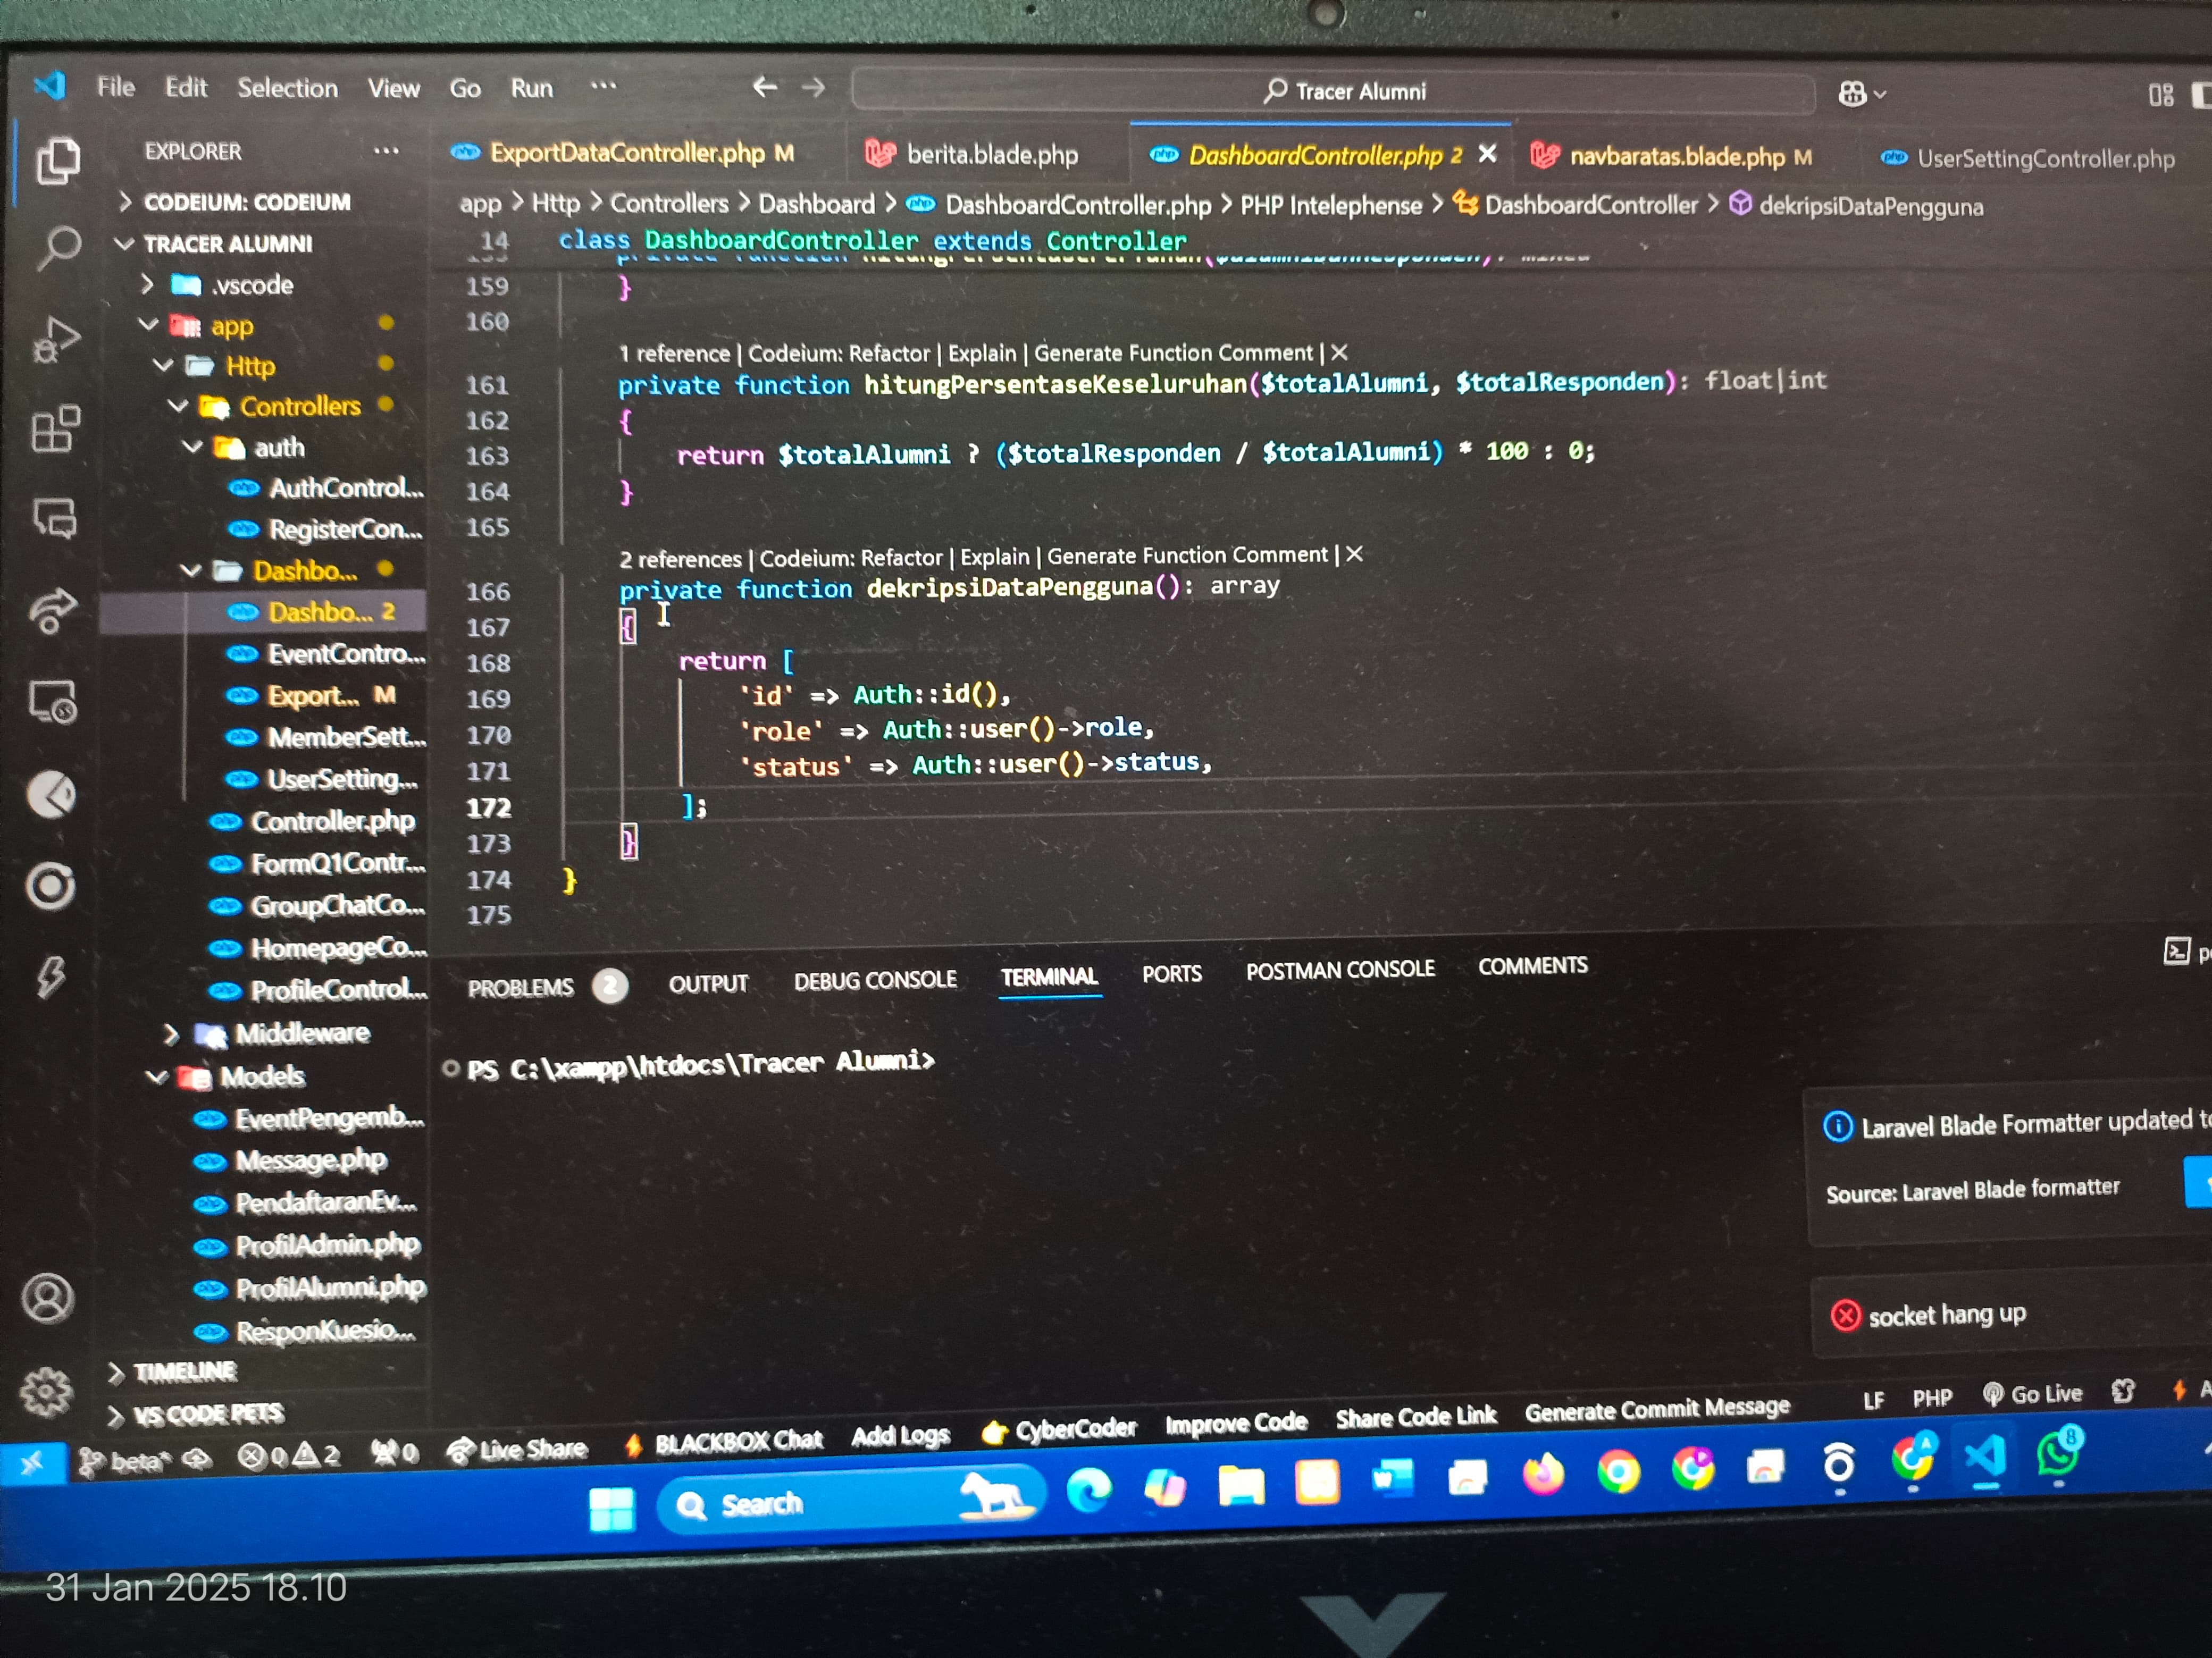 File Edit Selection View Go Run ...
Tracer Alumni
EXPLORER ...
ExportDataController.php M
berita.blade.php
DashboardController.php 2
navbaratas.blade.php M
UserSettingController.php
app > Http > Controllers > Dashboard > DashboardController.php > PHP Intelephense > DashboardController > dekripsiDataPengguna
CODEIUM: CODEIUM
TRACER ALUMNI
.vscode
app
Http
Controllers
auth
AuthControl...
RegisterCon...
Dashbo...
Dashbo... 2
EventContro...
Export... M
MemberSett...
UserSetting...
Controller.php
FormQ1Contr...
GroupChatCo...
HomepageCo...
ProfileControl...
Middleware
Models
EventPengemb...
Message.php
PendaftaranEv...
ProfilAdmin.php
ProfilAlumni.php
ResponKuesio...
TIMELINE
VS CODE PETS
14 class DashboardController extends Controller
159 }
160
1 reference | Codeium: Refactor | Explain | Generate Function Comment | X
161 private function hitungPersentaseKeseluruhan($totalAlumni, $totalResponden): float|int
162 {
163 return $totalAlumni ? ($totalResponden / $totalAlumni) * 100 : 0;
164 }
165
2 references | Codeium: Refactor | Explain | Generate Function Comment | X
166 private function dekripsiDataPengguna(): array
167 {
168 return [
169 'id' => Auth::id(),
170 'role' => Auth::user()->role,
171 'status' => Auth::user()->status,
172 ];
173 }
174 }
175
PROBLEMS 2 OUTPUT DEBUG CONSOLE TERMINAL PORTS POSTMAN CONSOLE COMMENTS
PS C:\xampp\htdocs\Tracer Alumni>
Laravel Blade Formatter updated
Source: Laravel Blade formatter
socket hang up
beta* 0 2 0 Live Share BLACKBOX Chat Add Logs CyberCoder Improve Code Share Code Link Generate Commit Message LF PHP Go Live
Search
8
31 Jan 2025 18.10